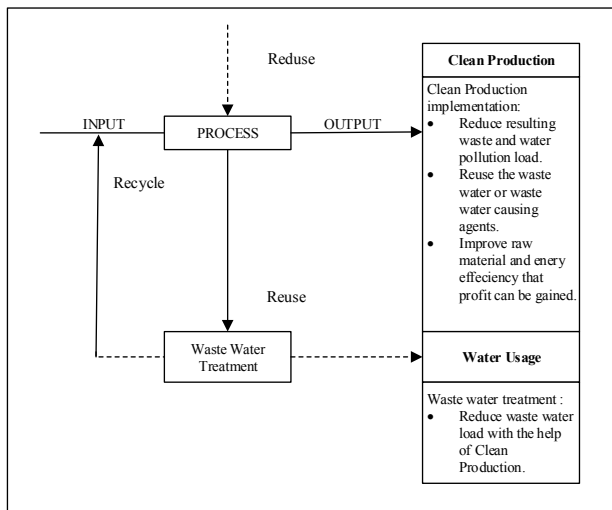 Reduse
INPUT
PROCESS
OUTPUT
Recycle
Reuse
Waste Water
Treatment
Clean Production
Clean Production
implementation:
• Reduce resulting
waste and water
pollution load.
• Reuse the waste
water or waste
water causing
agents.
• Improve raw
material and enery
effeciency that
profit can be gained.
Water Usage
Waste water treatment :
• Reduce waste water
load with the help
of Clean
Production.